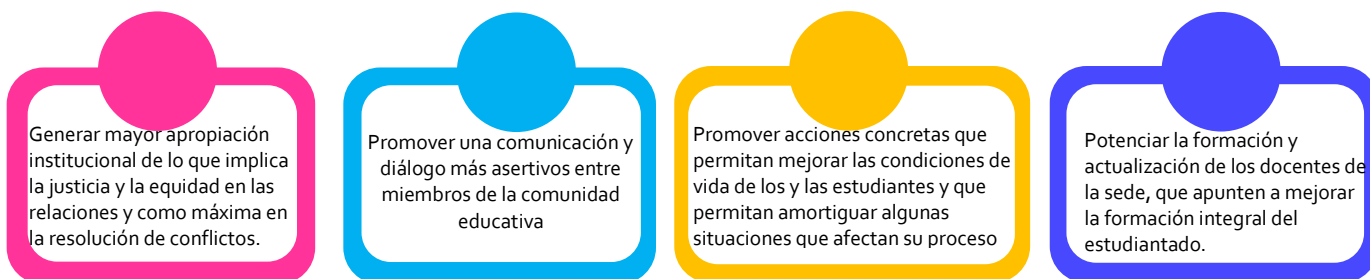 Generar mayor apropiación
institucional de lo que implica
la justicia y la equidad en las
relaciones y como máxima en
la resolución de conflictos.
Promover una comunicación y
diálogo más asertivos entre
miembros de la comunidad
educativa
Promover acciones concretas que
permitan mejorar las condiciones de
vida de los y las estudiantes y que
permitan amortiguar algunas
situaciones que afectan su proceso
Potenciar la formación y
actualización de los docentes de
la sede, que apunten a mejorar
la formación integral del
estudiantado.